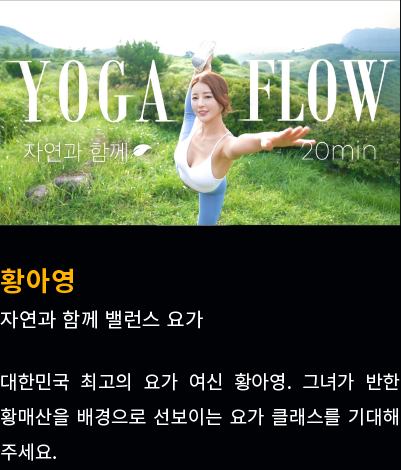 YOGA FLOW
자연과 함께 20min
황아영
자연과 함께 밸런스 요가
대한민국 최고의 요가 여신 황아영. 그녀가 반한
황매산을 배경으로 선보이는 요가 클래스를 기대해
주세요.